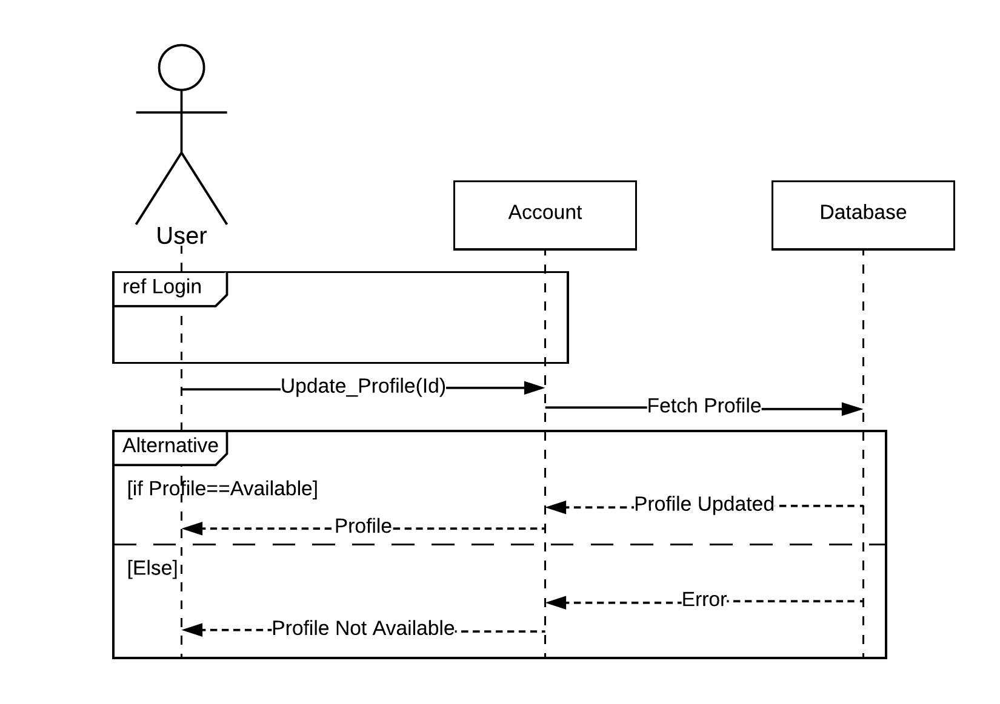 User
Account
Database
ref Login
Update_Profile(Id)
Fetch Profile
Alternative
[if Profile==Available]
Profile Updated
Profile
[Else]
Error
Profile Not Available